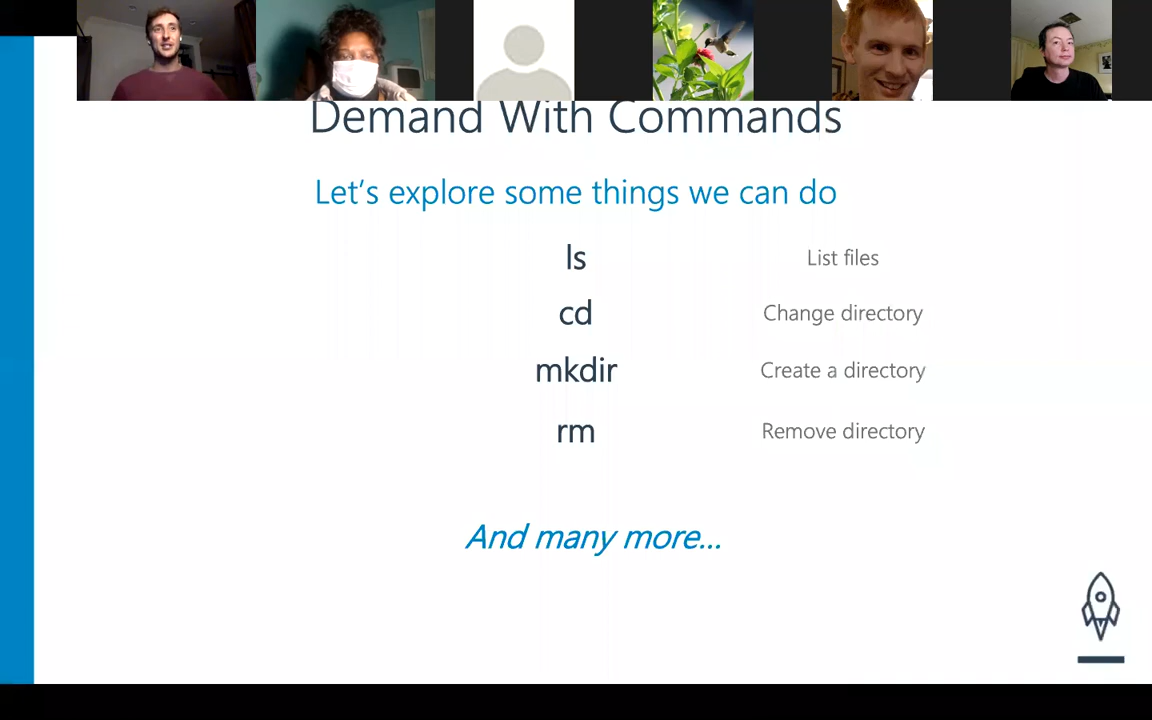 Demand With Commands
Let's explore some things we can do
ls List files
cd Change directory
mkdir Create a directory
rm Remove directory
And many more...